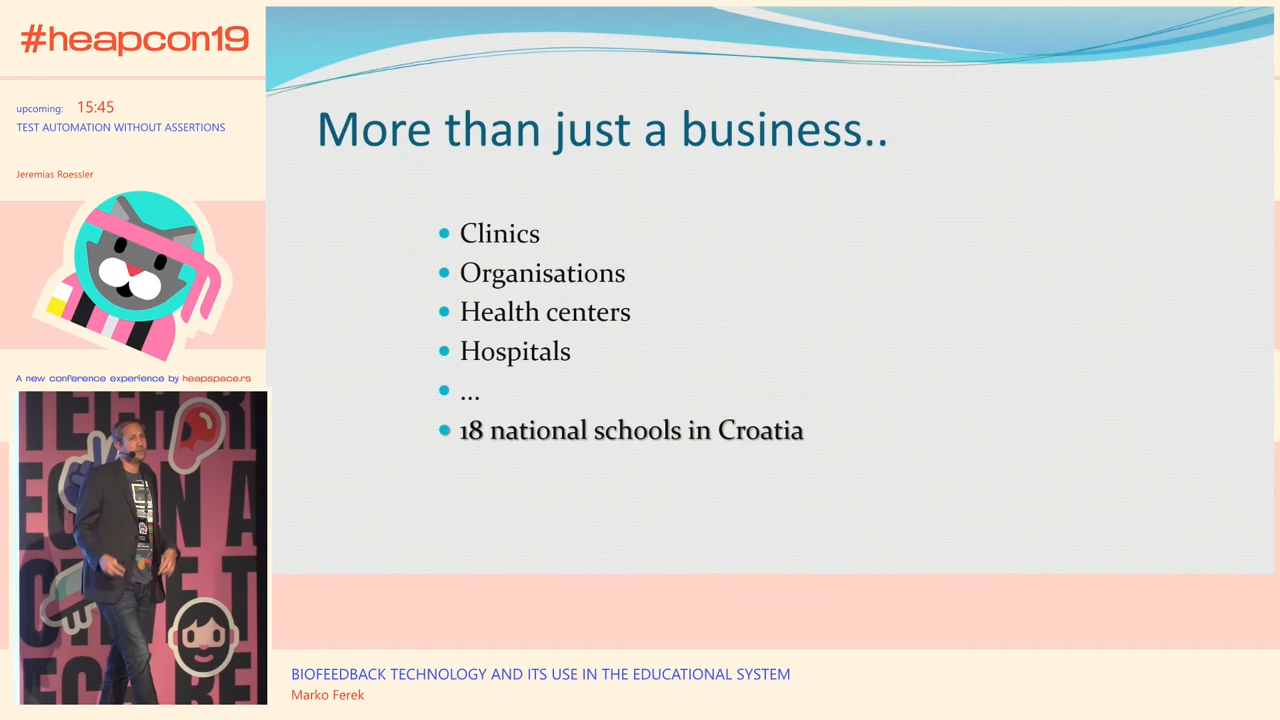 #heapcon19
upcoming: 15:45
TEST AUTOMATION WITHOUT ASSERTIONS
Jeremias Roessler
A new conference experience by heapspace.rs
More than just a business..
• Clinics
• Organisations
• Health centers
• Hospitals
• ...
• 18 national schools in Croatia
BIOFEEDBACK TECHNOLOGY AND ITS USE IN THE EDUCATIONAL SYSTEM
Marko Ferek